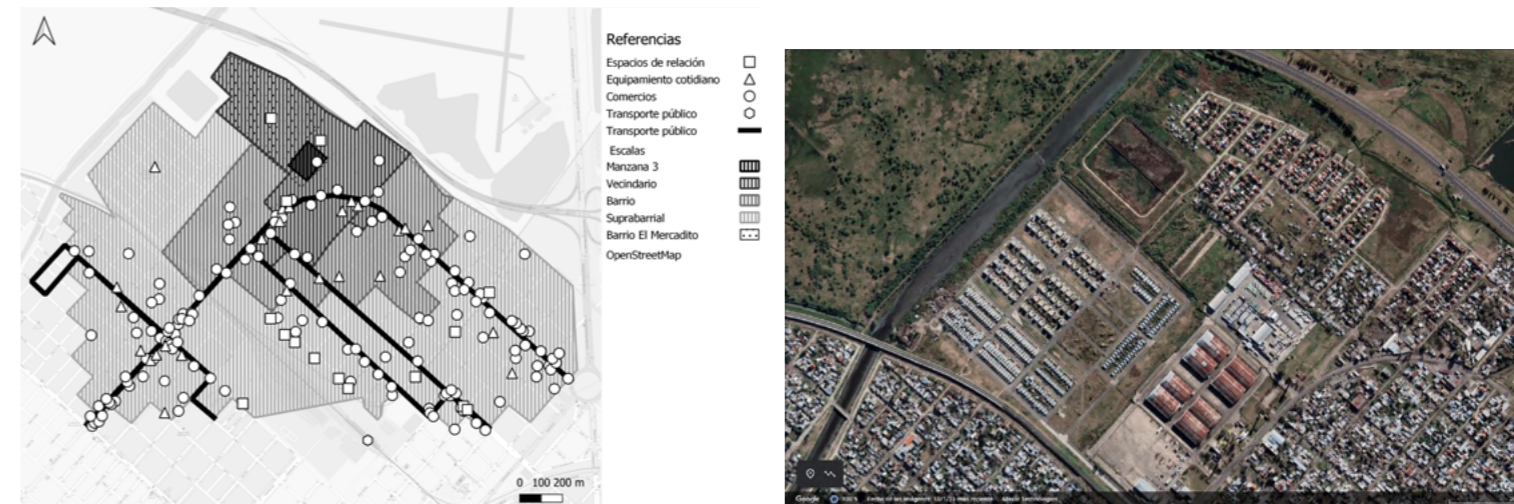 Referencias
Espacios de relación
Equipamiento cotidiano
Comercios
Transporte público
Transporte público
Escalas
Manzana 3
Vecindario
Barrio
Suprabarrial
Barrio El Mercadito
OpenStreetMap
0 100 200 m
Google
100 %